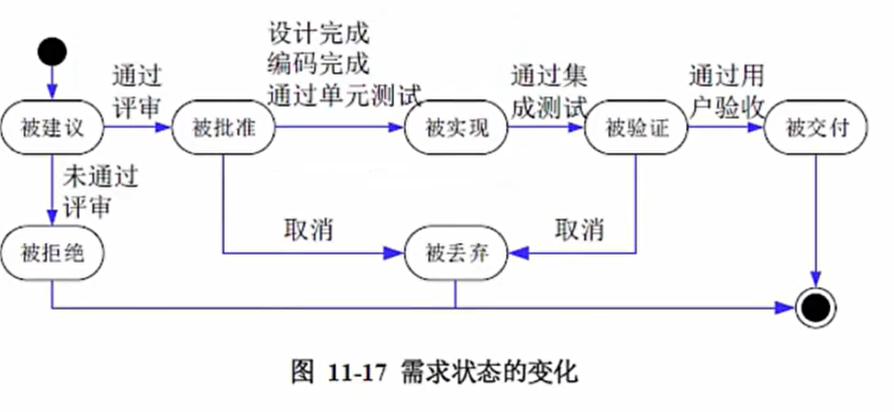 设计完成
编码完成
通过单元测试
通过
评审
通过集
成测试
通过用
户验收
被建议
被批准
被实现
被验证
被交付
未通过
评审
取消
取消
被拒绝
被丢弃
图 11-17 需求状态的变化